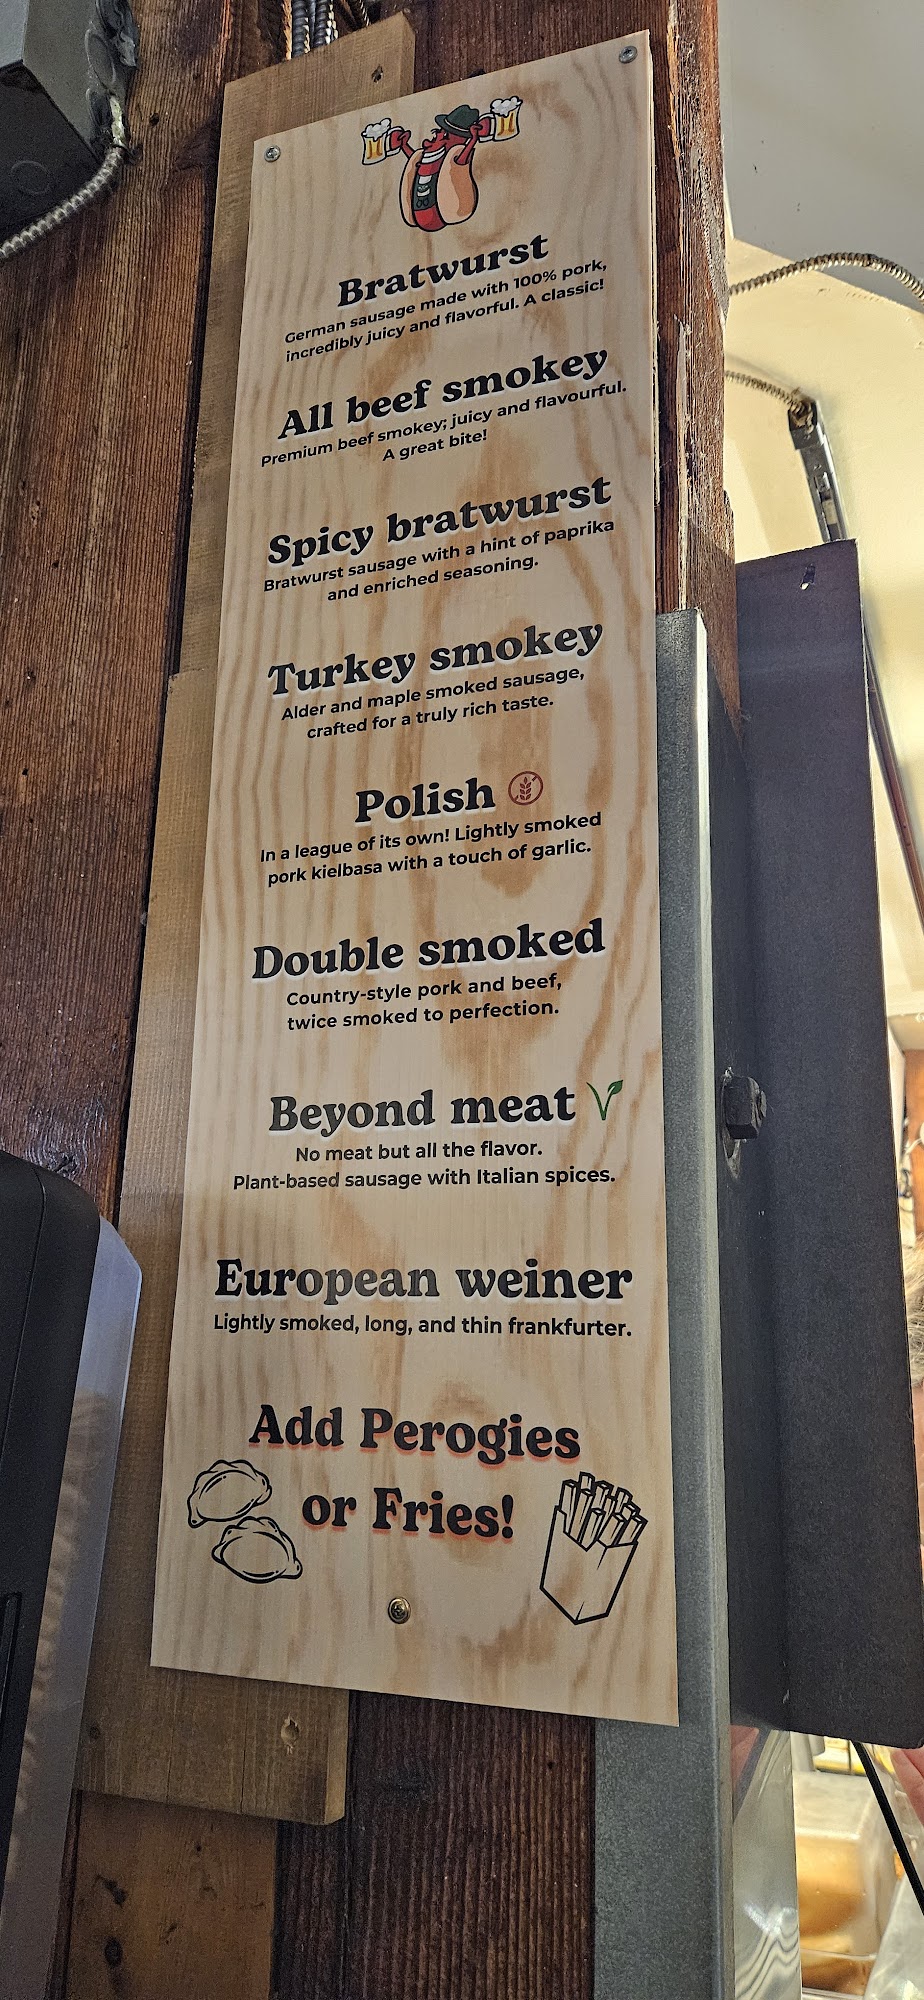 Bratwurst
German sausage made with 100% pork,
incredibly juicy and flavorful. A classic!
All beef smokey
Premium beef smokey; juicy and flavourful.
A great bite!
Spicy bratwurst
Bratwurst sausage with a hint of paprika
and enriched seasoning.
Turkey smokey
Alder and maple smoked sausage,
crafted for a truly rich taste.
Polish
In a league of its own! Lightly smoked
pork kielbasa with a touch of garlic.
Double smoked
Country-style pork and beef,
twice smoked to perfection.
Beyond meat
No meat but all the flavor.
Plant-based sausage with Italian spices.
European weiner
Lightly smoked, long, and thin frankfurter.
Add Perogies
or Fries!